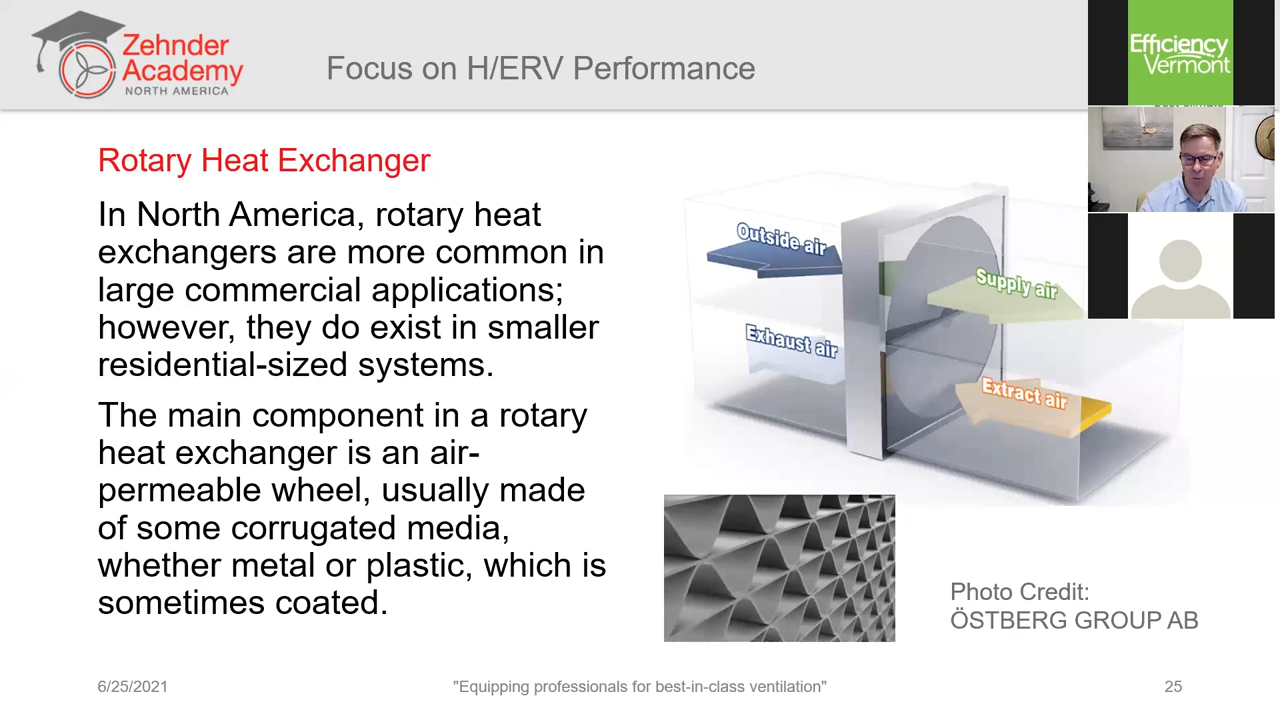 Zehnder
Academy
NORTH AMERICA
Focus on H/ERV Performance
Efficiency
Vermont
Rotary Heat Exchanger
In North America, rotary heat
exchangers are more common in
large commercial applications;
however, they do exist in smaller
residential-sized systems.
The main component in a rotary
heat exchanger is an air-
permeable wheel, usually made
of some corrugated media,
whether metal or plastic, which is
sometimes coated.
Outside air
Supply air
Exhaust air
Extract air
Photo Credit:
ÖSTBERG GROUP AB
6/25/2021
"Equipping professionals for best-in-class ventilation"
25